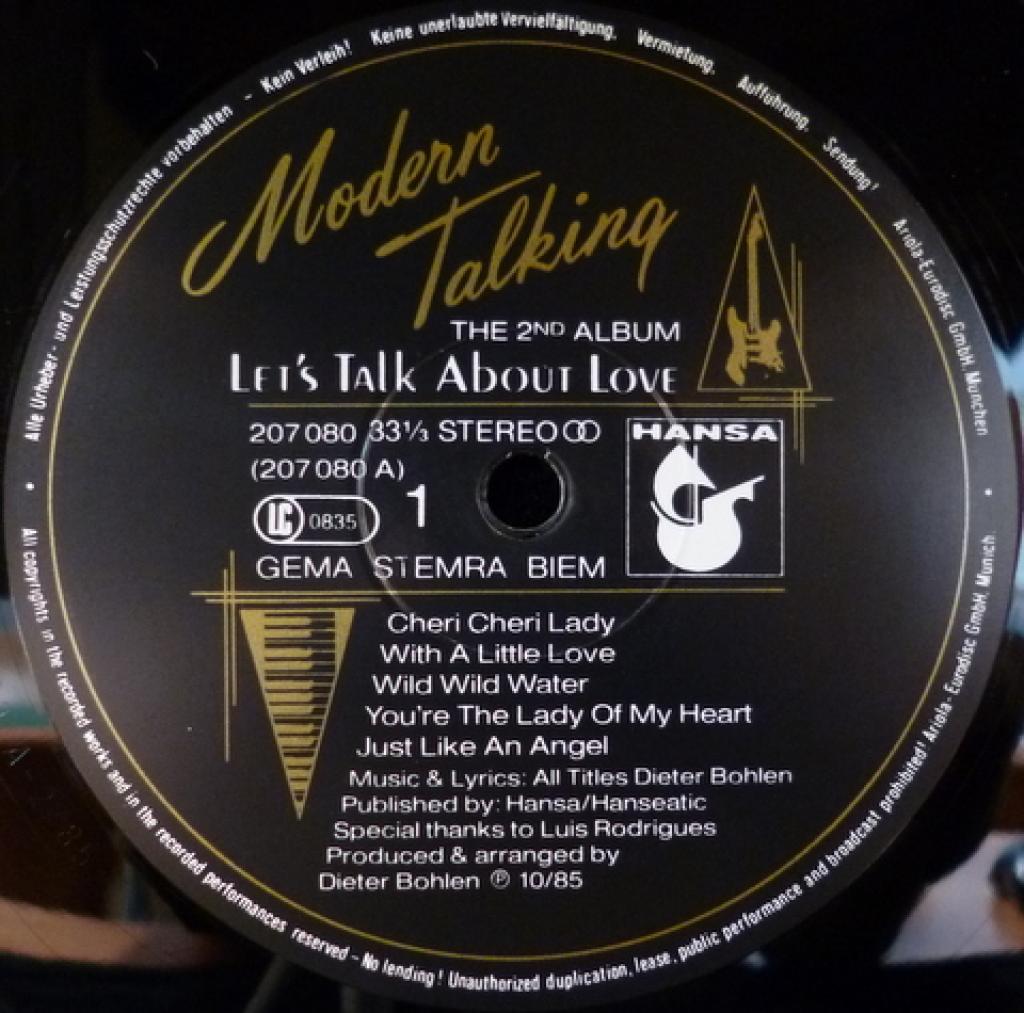 Alle Urheber- und Leistungsschutzrechte vorbehalten - Kein Verleih! Keine unerlaubte Vervielfältigung, Vermietung, Aufführung, Sendung!
Ariola-Eurodisc GmbH, München
Modern
Talking
THE 2ND ALBUM
LET'S TALK ABOUT LOVE
207 080 33⅓ STEREO
(207 080 A)
LC 0835
1
HANSA
GEMA STEMRA BIEM
Cheri Cheri Lady
With A Little Love
Wild Wild Water
You're The Lady Of My Heart
Just Like An Angel
Music & Lyrics: All Titles Dieter Bohlen
Published by: Hansa/Hanseatic
Special thanks to Luis Rodrigues
Produced & arranged by
Dieter Bohlen ℗ 10/85
All copyrights in the recorded works and in the recorded performances reserved - No lending! Unauthorized duplication, lease, public performance and broadcast prohibited! Ariola-Eurodisc GmbH, Munich